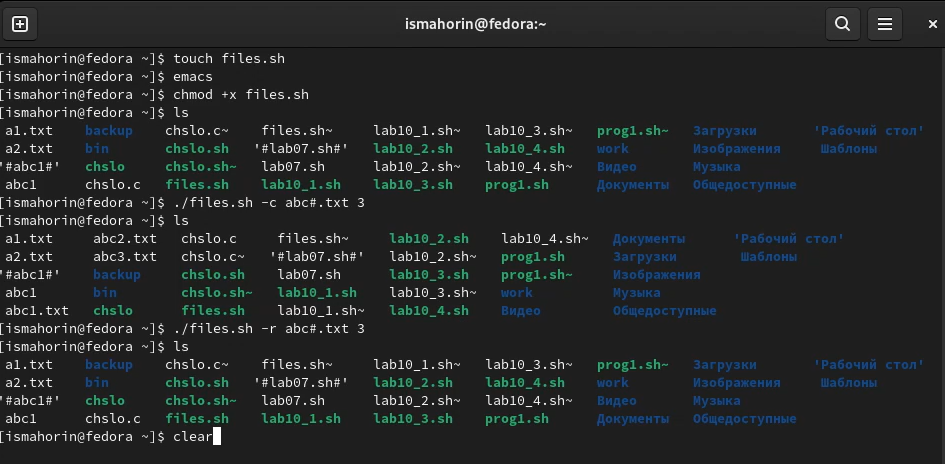 ismahorin@fedora:~
[ismahorin@fedora ~]$ touch files.sh
[ismahorin@fedora ~]$ emacs
[ismahorin@fedora ~]$ chmod +x files.sh
[ismahorin@fedora ~]$ ls
a1.txt backup chslo.c~ files.sh~ lab10_1.sh~ lab10_3.sh~ prog1.sh~ Загрузки 'Рабочий стол'
a2.txt bin chslo.sh '#lab07.sh#' lab10_2.sh lab10_4.sh work Изображения Шаблоны
'#abc1#' chslo chslo.sh~ lab07.sh lab10_2.sh~ lab10_4.sh~ Видео Музыка
abc1 chslo.c files.sh lab10_1.sh lab10_3.sh prog1.sh Документы Общедоступные
[ismahorin@fedora ~]$ ./files.sh -c abc#.txt 3
[ismahorin@fedora ~]$ ls
a1.txt abc2.txt chslo.c files.sh~ lab10_2.sh lab10_4.sh~ Документы 'Рабочий стол'
a2.txt abc3.txt chslo.c~ '#lab07.sh#' lab10_2.sh~ prog1.sh Загрузки Шаблоны
'#abc1#' backup chslo.sh lab07.sh lab10_3.sh prog1.sh~ Изображения
abc1 bin chslo.sh~ lab10_1.sh lab10_3.sh~ work Музыка
abc1.txt chslo files.sh lab10_1.sh~ lab10_4.sh Видео Общедоступные
[ismahorin@fedora ~]$ ./files.sh -r abc#.txt 3
[ismahorin@fedora ~]$ ls
a1.txt backup chslo.c~ files.sh~ lab10_1.sh~ lab10_3.sh~ prog1.sh~ Загрузки 'Рабочий стол'
a2.txt bin chslo.sh '#lab07.sh#' lab10_2.sh lab10_4.sh work Изображения Шаблоны
'#abc1#' chslo chslo.sh~ lab07.sh lab10_2.sh~ lab10_4.sh~ Видео Музыка
abc1 chslo.c files.sh lab10_1.sh lab10_3.sh prog1.sh Документы Общедоступные
[ismahorin@fedora ~]$ clear